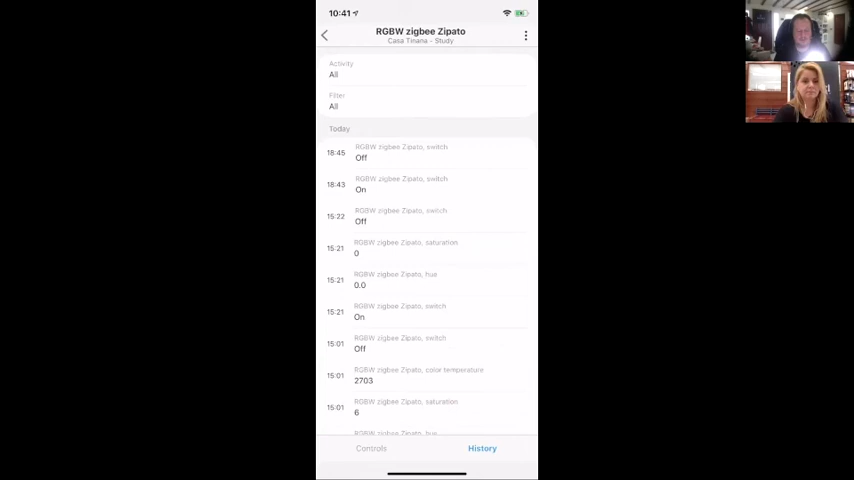 10:41
RGBW zigbee Zipato
Casa Tinana - Study
Activity
All
Filter
All
Today
18:45
RGBW zigbee Zipato, switch
Off
18:43
RGBW zigbee Zipato, switch
On
15:22
RGBW zigbee Zipato, switch
Off
15:21
RGBW zigbee Zipato, saturation
0
15:21
RGBW zigbee Zipato, hue
0.0
15:21
RGBW zigbee Zipato, switch
On
15:01
RGBW zigbee Zipato, switch
Off
15:01
RGBW zigbee Zipato, color temperature
2703
15:01
RGBW zigbee Zipato, saturation
6
RGBW zigbee Zipato, hue
Controls
History